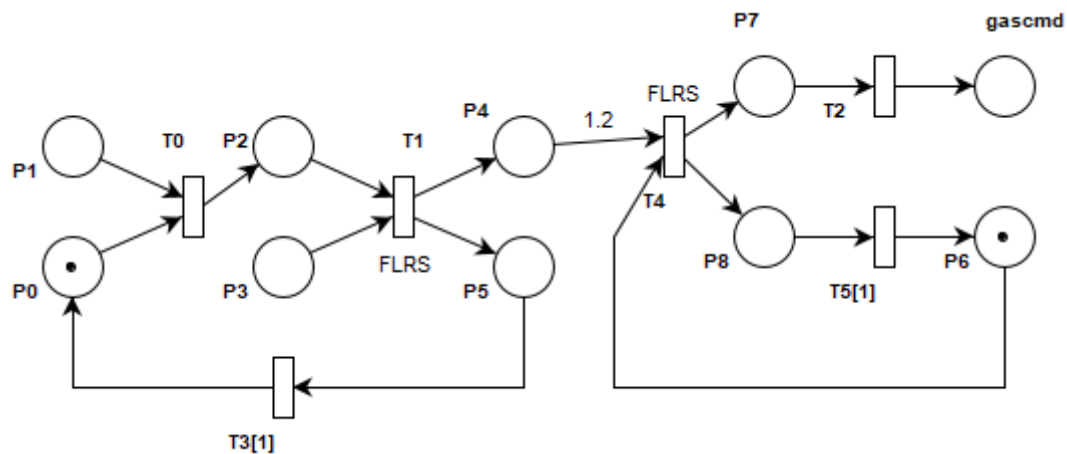 P7
gascmd
FLRS
P4
1.2
T2
T0
P2
T1
P1
T4
FLRS
P8
P6
P0
P3
P5
T5[1]
T3[1]